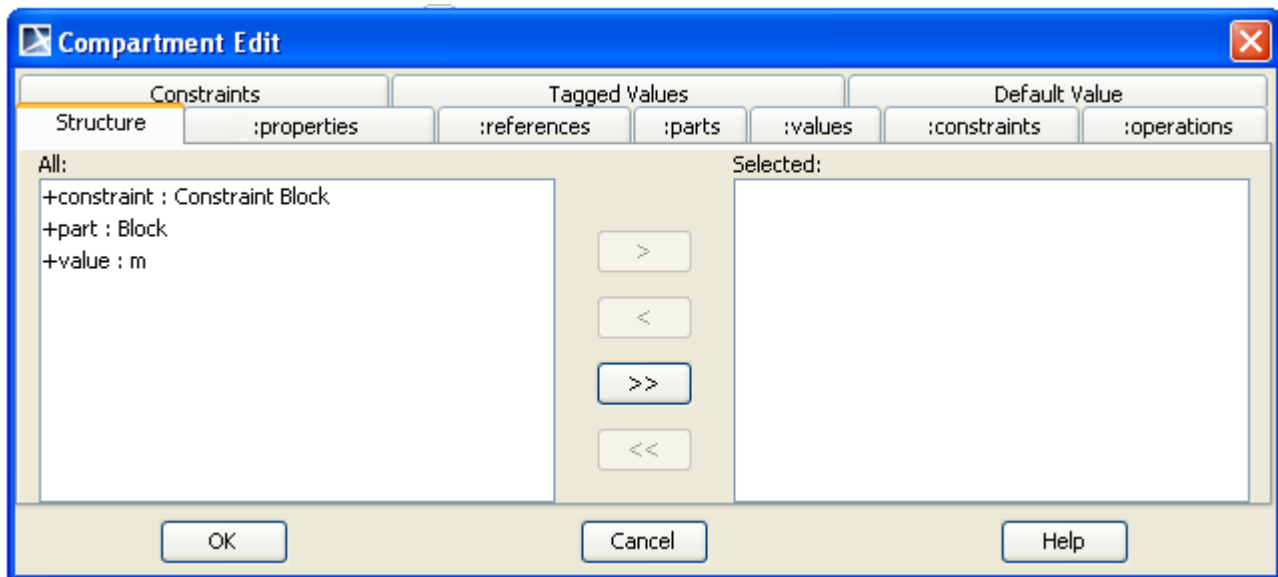 Compartment Edit
Constraints Tagged Values Default Value
Structure :properties :references :parts :values :constraints :operations
All: Selected:
+constraint : Constraint Block
+part : Block
+value : m
>
<
>>
<<
OK Cancel Help